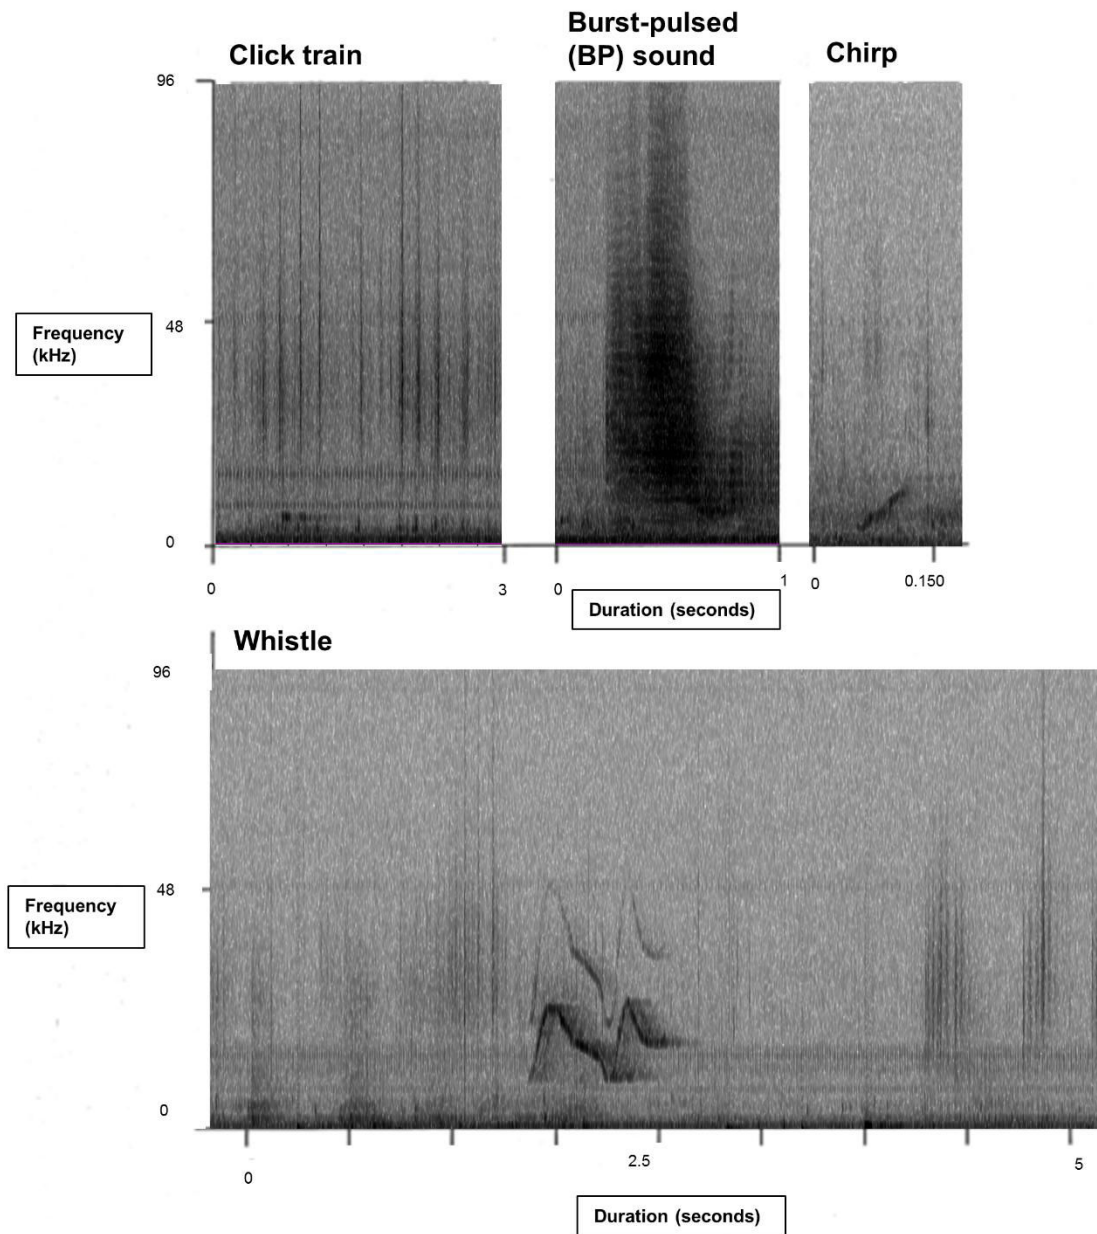 Click train
Burst-pulsed
(BP) sound
Chirp
96
Frequency
(kHz)
48
0
0
3
0
1
0
0.150
Duration (seconds)
Whistle
96
Frequency
(kHz)
48
0
0
2.5
5
Duration (seconds)